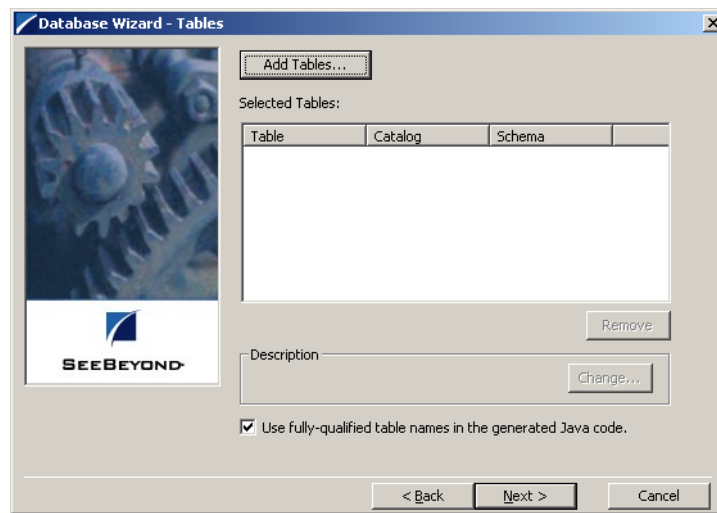 Database Wizard - Tables
Add Tables...
Selected Tables:
Table Catalog Schema
Remove
SEEBEYOND
Description
Change...
Use fully-qualified table names in the generated Java code.
< Back Next > Cancel